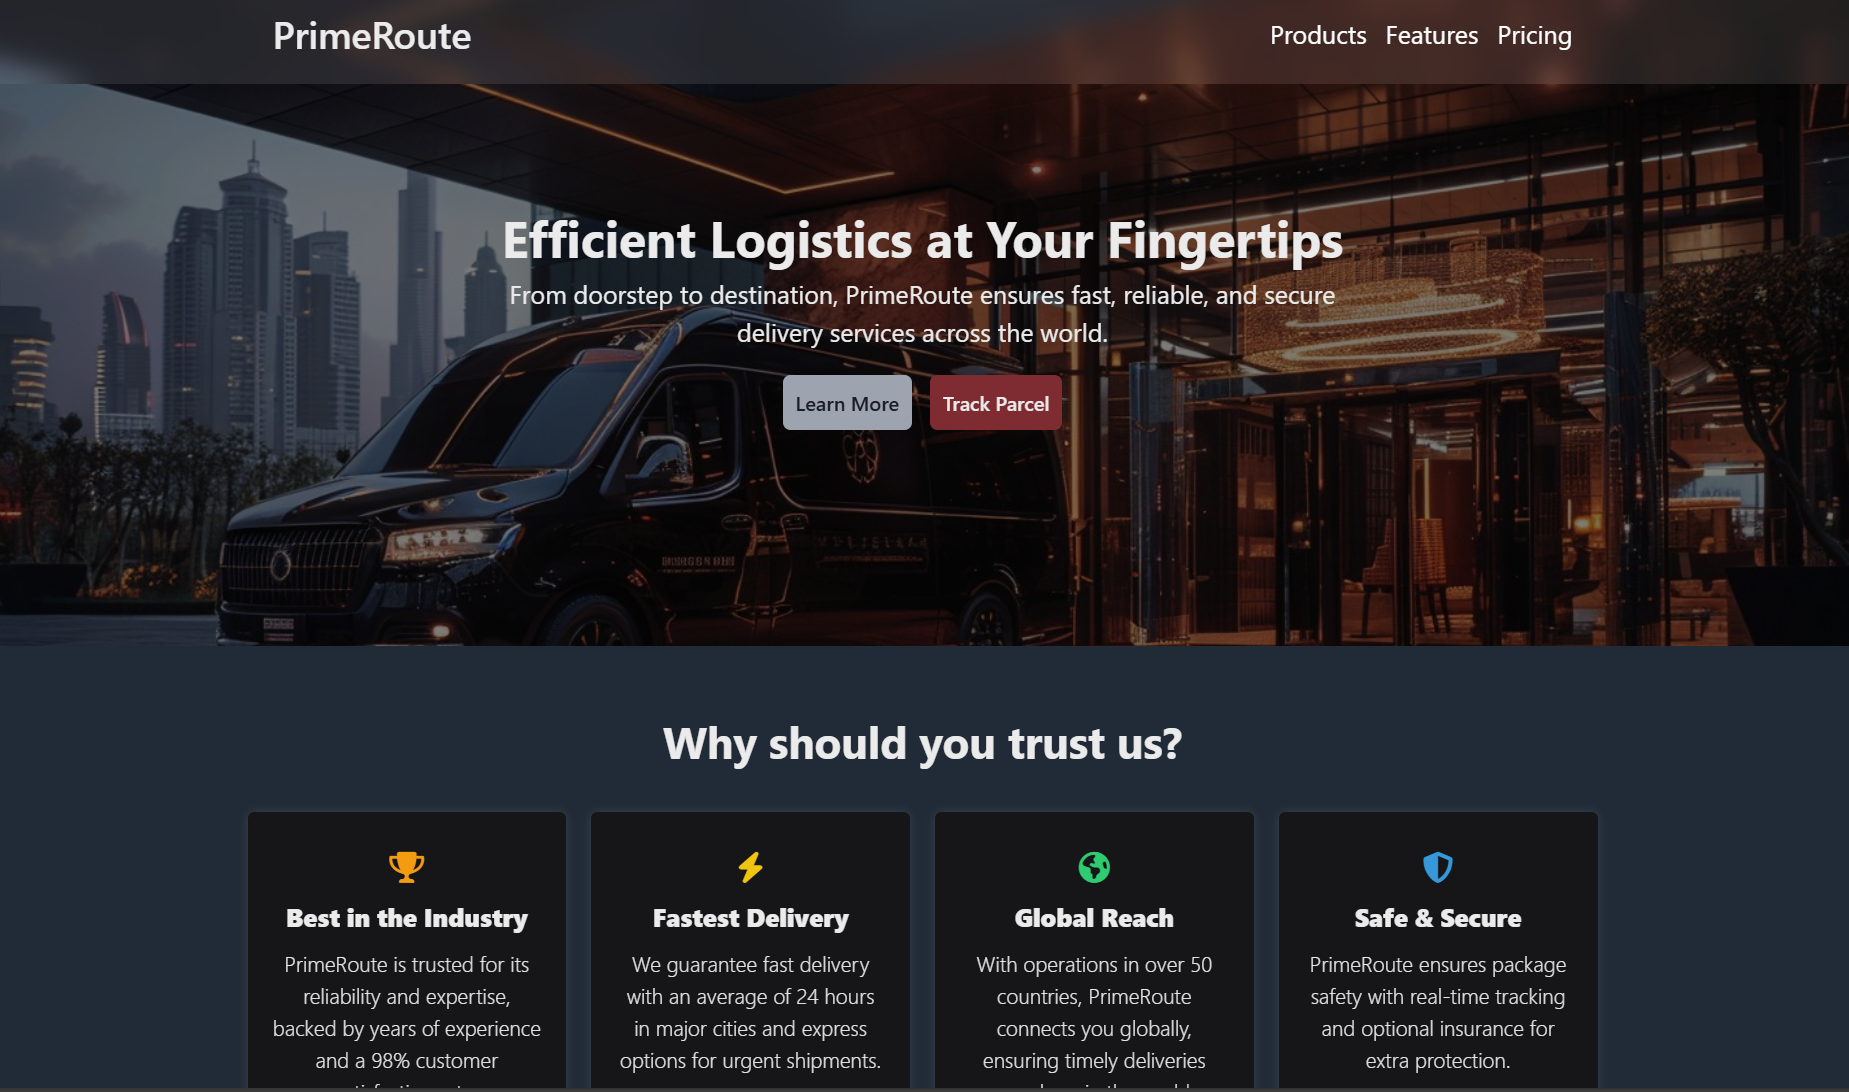 PrimeRoute
Products Features Pricing
Efficient Logistics at Your Fingertips
From doorstep to destination, PrimeRoute ensures fast, reliable, and secure
delivery services across the world.
Learn More Track Parcel
Why should you trust us?
Best in the Industry
PrimeRoute is trusted for its
reliability and expertise,
backed by years of experience
and a 98% customer
Fastest Delivery
We guarantee fast delivery
with an average of 24 hours
in major cities and express
options for urgent shipments.
Global Reach
With operations in over 50
countries, PrimeRoute
connects you globally,
ensuring timely deliveries
Safe & Secure
PrimeRoute ensures package
safety with real-time tracking
and optional insurance for
extra protection.